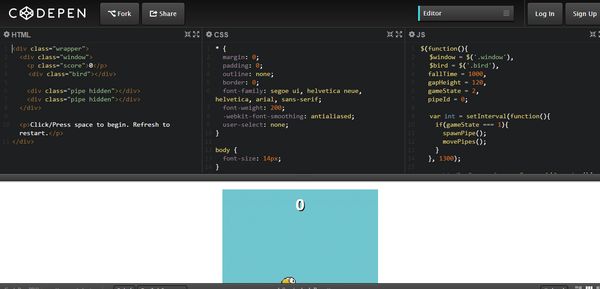 CODEPEN
Fork
Share
Editor
Log In
Sign Up
HTML
<div class="wrapper">
<div class="window">
<p class="score">0</p>
<div class="bird"></div>
<div class="pipe hidden"></div>
<div class="pipe hidden"></div>
</div>
<p>Click/Press space to begin. Refresh to
restart.</p>
</div>
CSS
* {
margin: 0;
padding: 0;
outline: none;
border: 0;
font-family: segoe ui, helvetica neue,
helvetica, arial, sans-serif;
font-weight: 200;
-webkit-font-smoothing: antialiased;
user-select: none;
}
body {
font-size: 14px;
}
JS
$(function(){
$window = $('.window'),
$bird = $('.bird'),
fallTime = 1000,
gapHeight = 120,
gameState = 2,
pipeId = 0;
var int = setInterval(function(){
if(gameState === 1){
spawnPipe();
movePipes();
}
}, 1300);
0